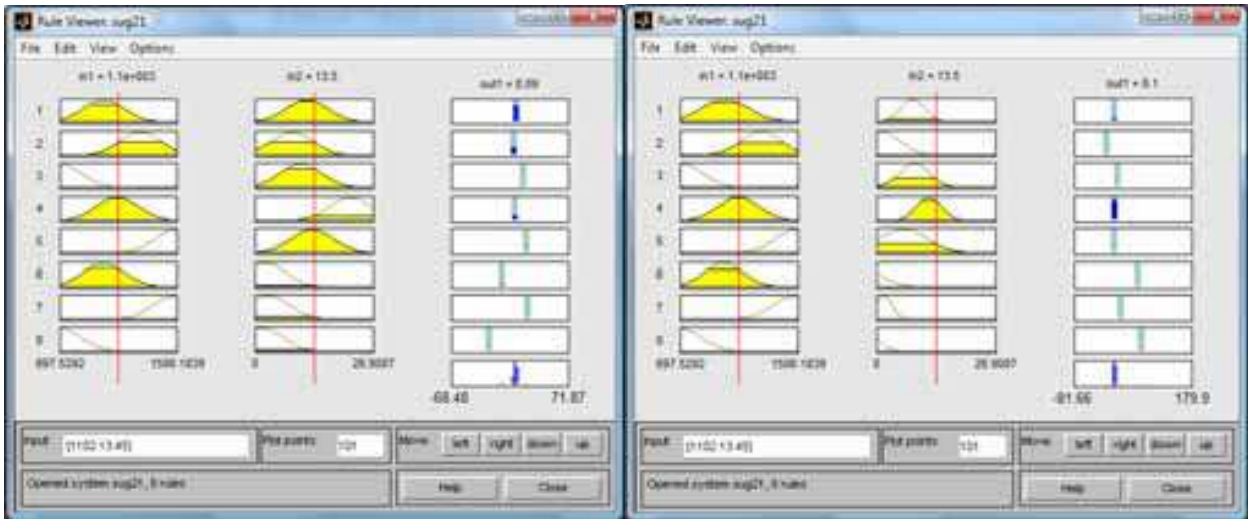 Rule Viewer: sug21
File Edit View Options
in1 = 1.1e+003
in2 = 13.5
out1 = 8.89
1
2
3
4
5
6
7
8
897.5282
1506.1839
0
26.9007
-68.48
71.87
Input: [1102 13.45]
Plot points: 101
Move: left right down up
Opened system sug21, 8 rules
Help
Close
Rule Viewer: sug21
File Edit View Options
in1 = 1.1e+003
in2 = 13.5
out1 = 8.1
1
2
3
4
5
6
7
8
897.5282
1506.1839
0
26.9007
-81.66
179.9
Input: [1102 13.45]
Plot points: 101
Move: left right down up
Opened system sug21, 8 rules
Help
Close